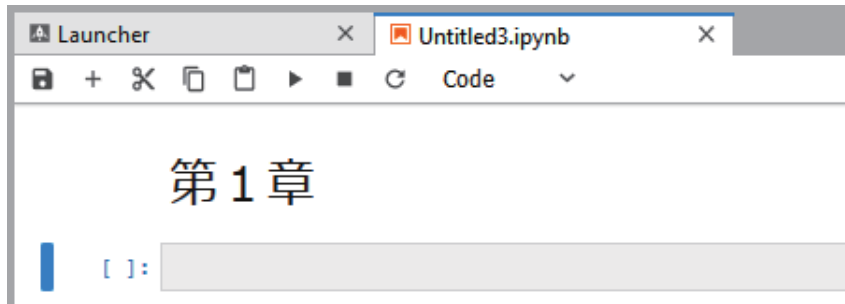 Launcher
Untitled3.ipynb
Code
第1章
[ ]: